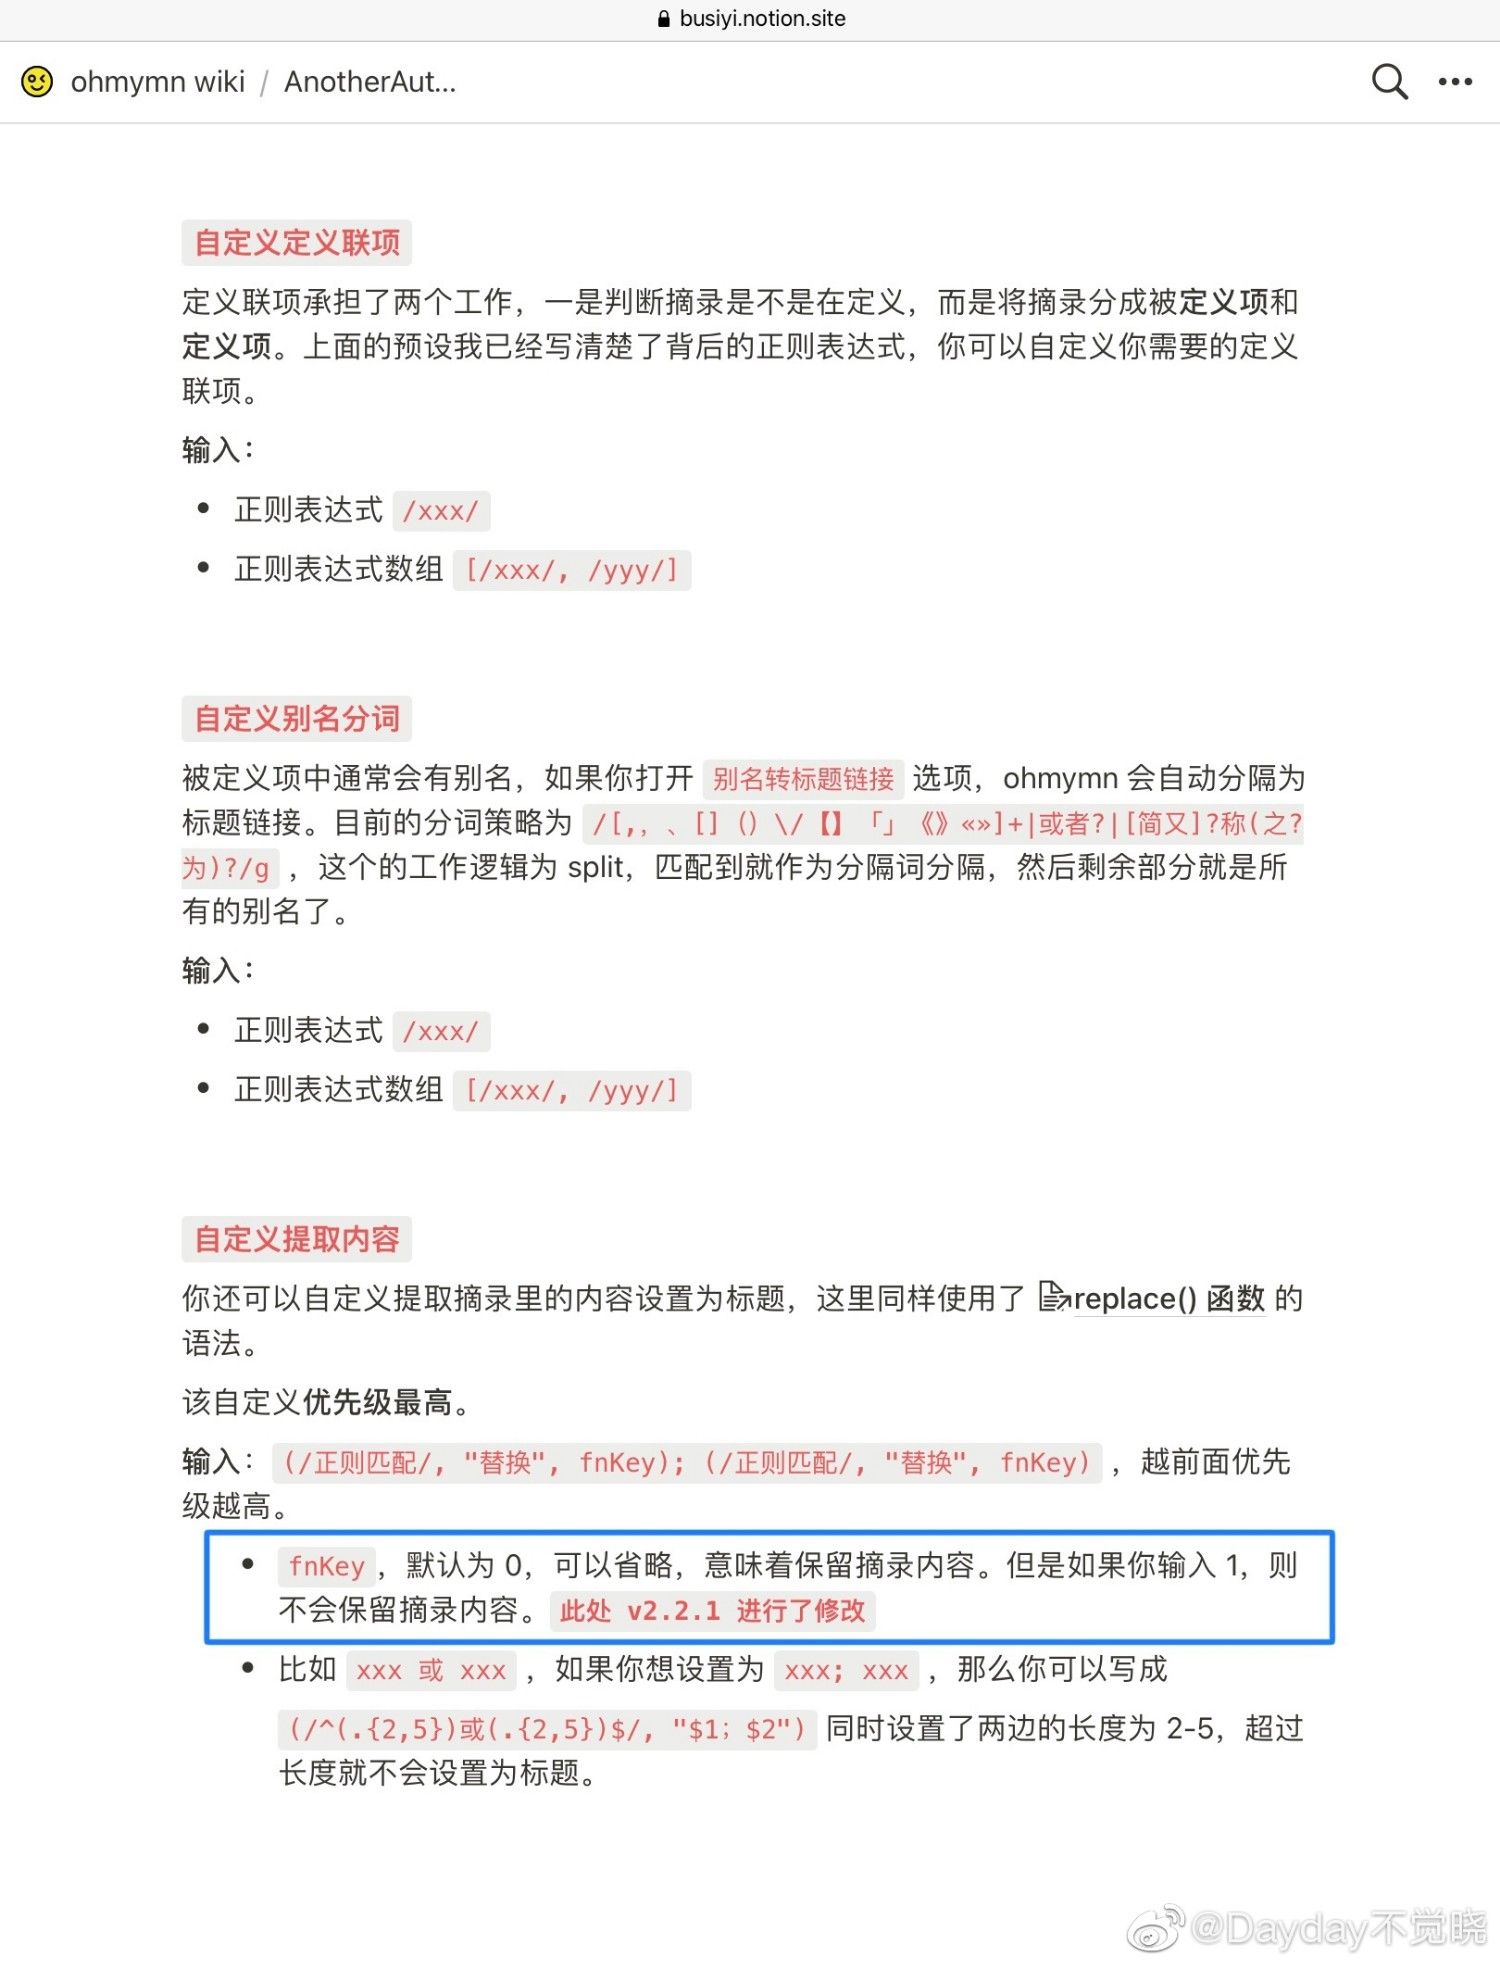 busiyi.notion.site
ohmymn wiki / AnotherAut...
自定义定义联项
定义联项承担了两个工作，一是判断摘录是不是在定义，而是将摘录分成被定义项和
定义项。上面的预设我已经写清楚了背后的正则表达式，你可以自定义你需要的定义
联项。
输入：
• 正则表达式 /xxx/
• 正则表达式数组 [/xxx/, /yyy/]
自定义别名分词
被定义项中通常会有别名，如果你打开 别名转标题链接 选项，ohmymn 会自动分隔为
标题链接。目前的分词策略为 /[,，、[]（）\/【】「」《》«»]+|或者?|[简又]?称(之?
为)?/g ，这个的工作逻辑为 split，匹配到就作为分隔词分隔，然后剩余部分就是所
有的别名了。
输入：
• 正则表达式 /xxx/
• 正则表达式数组 [/xxx/, /yyy/]
自定义提取内容
你还可以自定义提取摘录里的内容设置为标题，这里同样使用了 replace() 函数 的
语法。
该自定义优先级最高。
输入： (/正则匹配/, "替换", fnKey); (/正则匹配/, "替换", fnKey) ，越前面优先
级越高。
• fnKey，默认为 0，可以省略，意味着保留摘录内容。但是如果你输入 1，则
不会保留摘录内容。 此处 v2.2.1 进行了修改
• 比如 xxx 或 xxx ，如果你想设置为 xxx; xxx ，那么你可以写成
(/^(.{2,5})或(.{2,5})$/, "$1；$2") 同时设置了两边的长度为 2-5，超过
长度就不会设置为标题。
@Dayday不觉晓